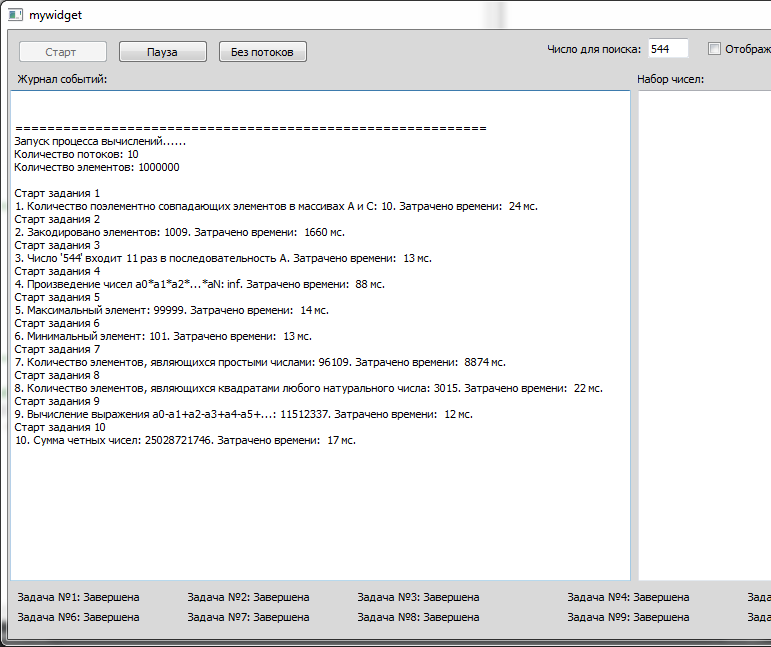 mywidget
Старт Пауза Без потоков Число для поиска: 544 Отображ
Журнал событий: Набор чисел:
===========================================================
Запуск процесса вычислений......
Количество потоков: 10
Количество элементов: 1000000
Старт задания 1
1. Количество поэлементно совпадающих элементов в массивах A и C: 10. Затрачено времени: 24 мс.
Старт задания 2
2. Закодировано элементов: 1009. Затрачено времени: 1660 мс.
Старт задания 3
3. Число '544' входит 11 раз в последовательность A. Затрачено времени: 13 мс.
Старт задания 4
4. Произведение чисел a0*a1*a2*...*aN: inf. Затрачено времени: 88 мс.
Старт задания 5
5. Максимальный элемент: 99999. Затрачено времени: 14 мс.
Старт задания 6
6. Минимальный элемент: 101. Затрачено времени: 13 мс.
Старт задания 7
7. Количество элементов, являющихся простыми числами: 96109. Затрачено времени: 8874 мс.
Старт задания 8
8. Количество элементов, являющихся квадратами любого натурального числа: 3015. Затрачено времени: 22 мс.
Старт задания 9
9. Вычисление выражения a0-a1+a2-a3+a4-a5+...: 11512337. Затрачено времени: 12 мс.
Старт задания 10
10. Сумма четных чисел: 25028721746. Затрачено времени: 17 мс.
Задача №1: Завершена Задача №2: Завершена Задача №3: Завершена Задача №4: Завершена Зада
Задача №6: Завершена Задача №7: Завершена Задача №8: Завершена Задача №9: Завершена Зада